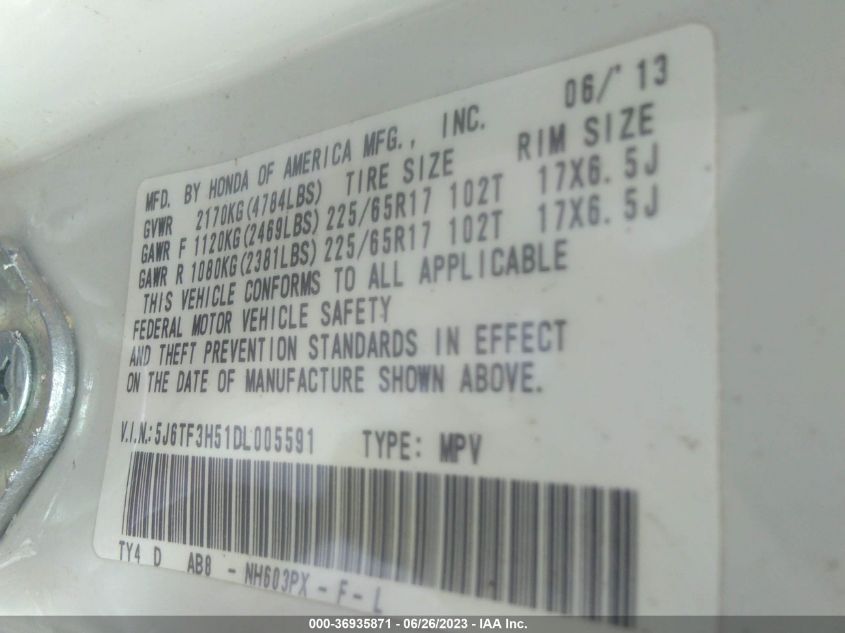 06/'13
MFD. BY HONDA OF AMERICA MFG., INC.
GVWR 2170KG(4784LBS) TIRE SIZE RIM SIZE
GAWR F 1120KG(2469LBS) 225/65R17 102T 17X6.5J
GAWR R 1080KG(2381LBS) 225/65R17 102T 17X6.5J
THIS VEHICLE CONFORMS TO ALL APPLICABLE
FEDERAL MOTOR VEHICLE SAFETY
AND THEFT PREVENTION STANDARDS IN EFFECT
ON THE DATE OF MANUFACTURE SHOWN ABOVE.
V.I.N.: 5J6TF3H51DL005591 TYPE: MPV
TY4 D AB8 - NH603PX - F - L
000-36935871 - 06/26/2023 - IAA Inc.